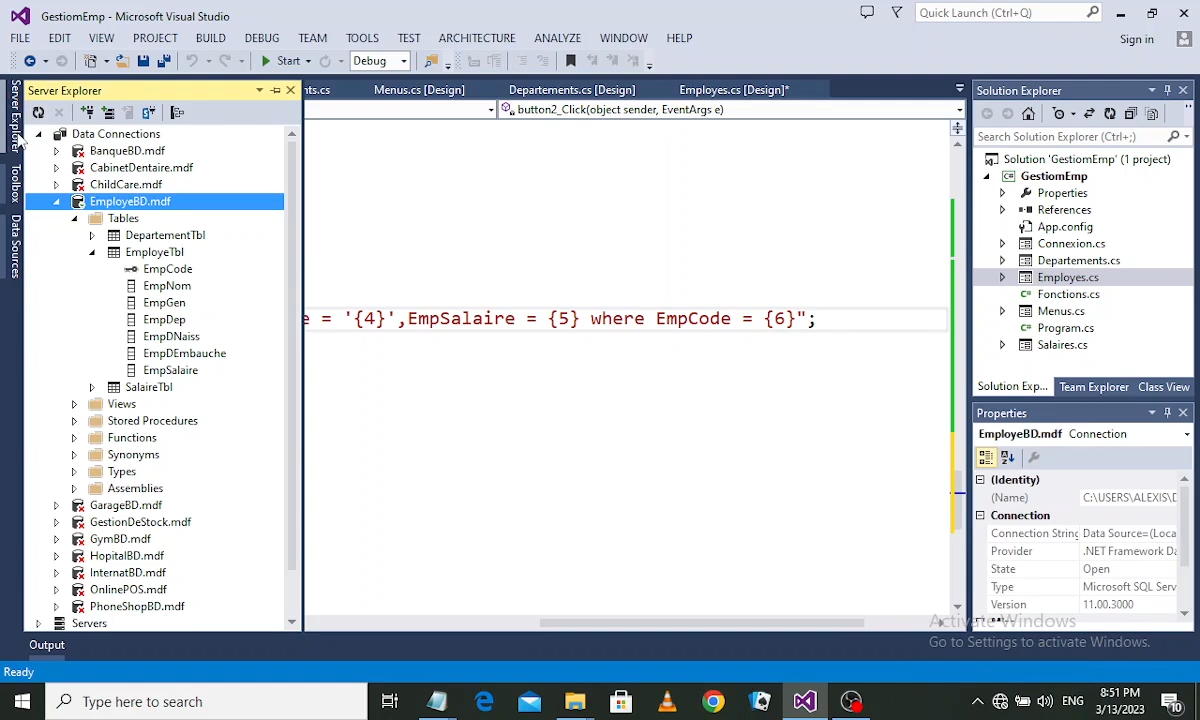 GestiomEmp - Microsoft Visual Studio
Quick Launch (Ctrl+Q)
FILE EDIT VIEW PROJECT BUILD DEBUG TEAM TOOLS TEST ARCHITECTURE ANALYZE WINDOW HELP
Sign in
Start Debug
Server Explorer
Toolbox
Data Sources
Server Explorer
Data Connections
BanqueBD.mdf
CabinetDentaire.mdf
ChildCare.mdf
EmployeBD.mdf
Tables
DepartementTbl
EmployeTbl
EmpCode
EmpNom
EmpGen
EmpDep
EmpDNaiss
EmpDEmbauche
EmpSalaire
SalaireTbl
Views
Stored Procedures
Functions
Synonyms
Types
Assemblies
GarageBD.mdf
GestionDeStock.mdf
GymBD.mdf
HopitalBD.mdf
InternatBD.mdf
OnlinePOS.mdf
PhoneShopBD.mdf
Servers
nts.cs Menus.cs [Design] Departements.cs [Design] Employes.cs [Design]*
button2_Click(object sender, EventArgs e)
e = '{4}',EmpSalaire = {5} where EmpCode = {6}";
Solution Explorer
Search Solution Explorer (Ctrl+;)
Solution 'GestiomEmp' (1 project)
GestiomEmp
Properties
References
App.config
Connexion.cs
Departements.cs
Employes.cs
Fonctions.cs
Menus.cs
Program.cs
Salaires.cs
Solution Exp... Team Explorer Class View
Properties
EmployeBD.mdf Connection
(Identity)
(Name) C:\USERS\ALEXIS\D
Connection
Connection String Data Source=(Loca
Provider .NET Framework Da
State Open
Type Microsoft SQL Serv
Version 11.00.3000
Activate Windows
Go to Settings to activate Windows.
Output
Ready
Type here to search
ENG
8:51 PM
3/13/2023
10